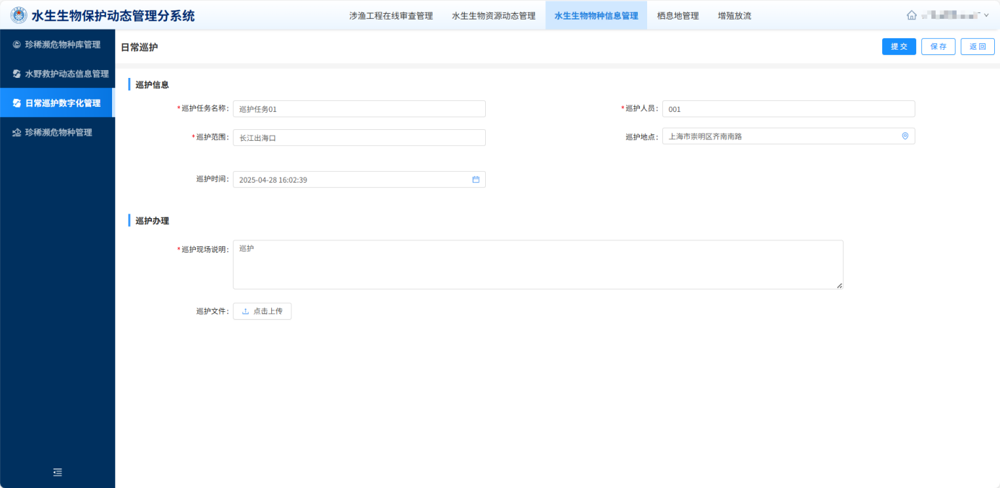 水生生物保护动态管理分系统
涉渔工程在线审查管理 水生生物资源动态管理 水生生物物种信息管理 栖息地管理 增殖放流
珍稀濒危物种库管理
水野救护动态信息管理
日常巡护数字化管理
珍稀濒危物种管理
日常巡护
提交 保存 返回
巡护信息
*巡护任务名称: 巡护任务01
*巡护人员: 001
*巡护范围: 长江出海口
巡护地点: 上海市崇明区齐南南路
巡护时间: 2025-04-28 16:02:39
巡护办理
*巡护现场说明: 巡护
巡护文件: 点击上传